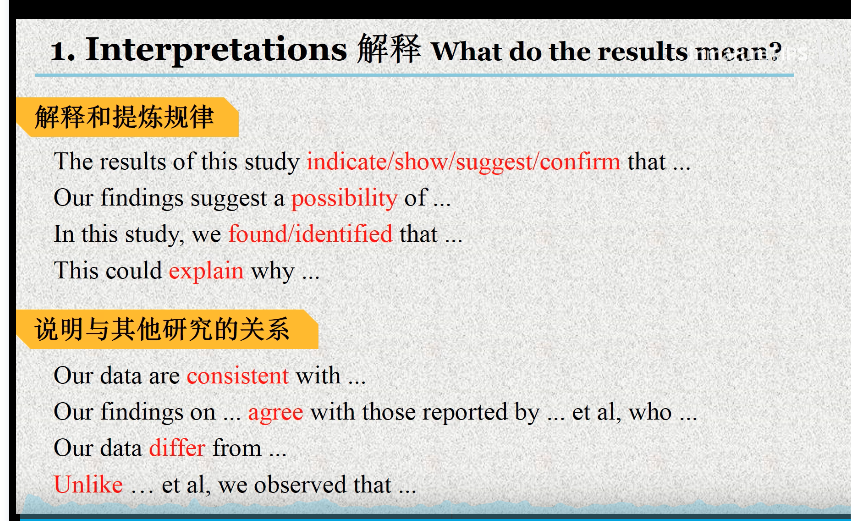 1. Interpretations 解释 What do the results mean?
解释和提炼规律
The results of this study indicate/show/suggest/confirm that ...
Our findings suggest a possibility of ...
In this study, we found/identified that ...
This could explain why ...
说明与其他研究的关系
Our data are consistent with ...
Our findings on ... agree with those reported by ... et al, who ...
Our data differ from ...
Unlike … et al, we observed that ...